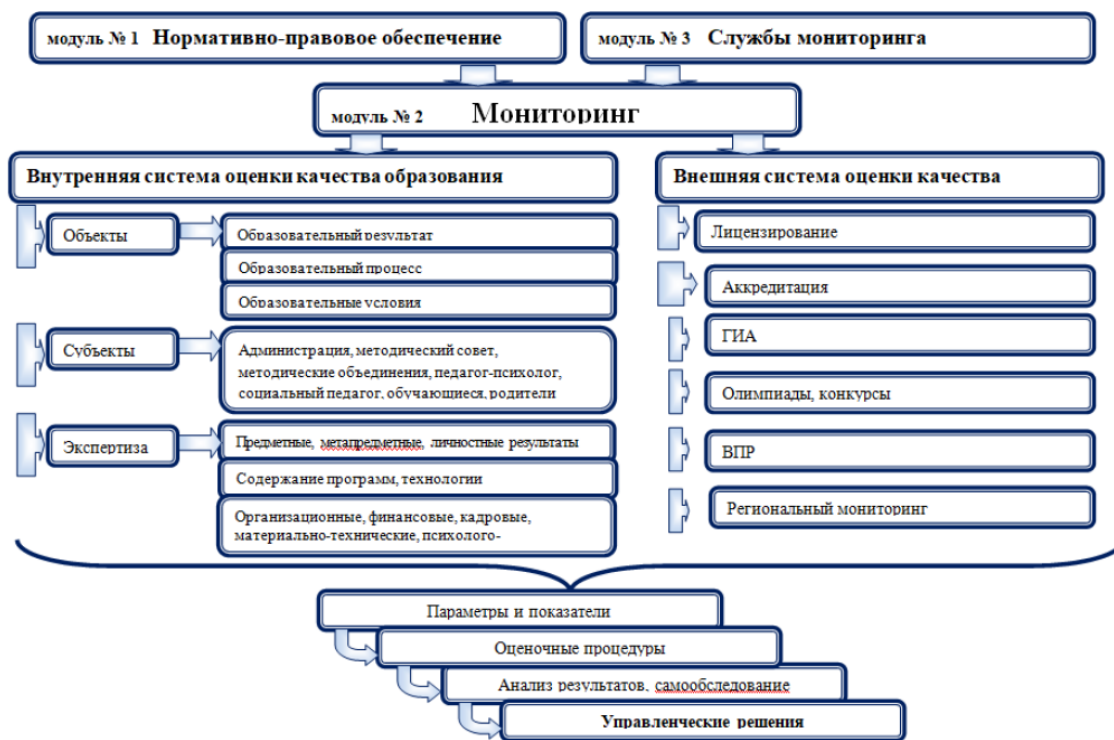 модуль № 1 Нормативно-правовое обеспечение
модуль № 3 Службы мониторинга
модуль № 2 Мониторинг
Внутренняя система оценки качества образования
Объекты
Образовательный результат
Образовательный процесс
Образовательные условия
Субъекты
Администрация, методический совет,
методические объединения, педагог-психолог,
социальный педагог, обучающиеся, родители
Экспертиза
Предметные, метапредметные, личностные результаты
Содержание программ, технологии
Организационные, финансовые, кадровые,
материально-технические, психолого-
Внешняя система оценки качества
Лицензирование
Аккредитация
ГИА
Олимпиады, конкурсы
ВПР
Региональный мониторинг
Параметры и показатели
Оценочные процедуры
Анализ результатов, самообследование
Управленческие решения